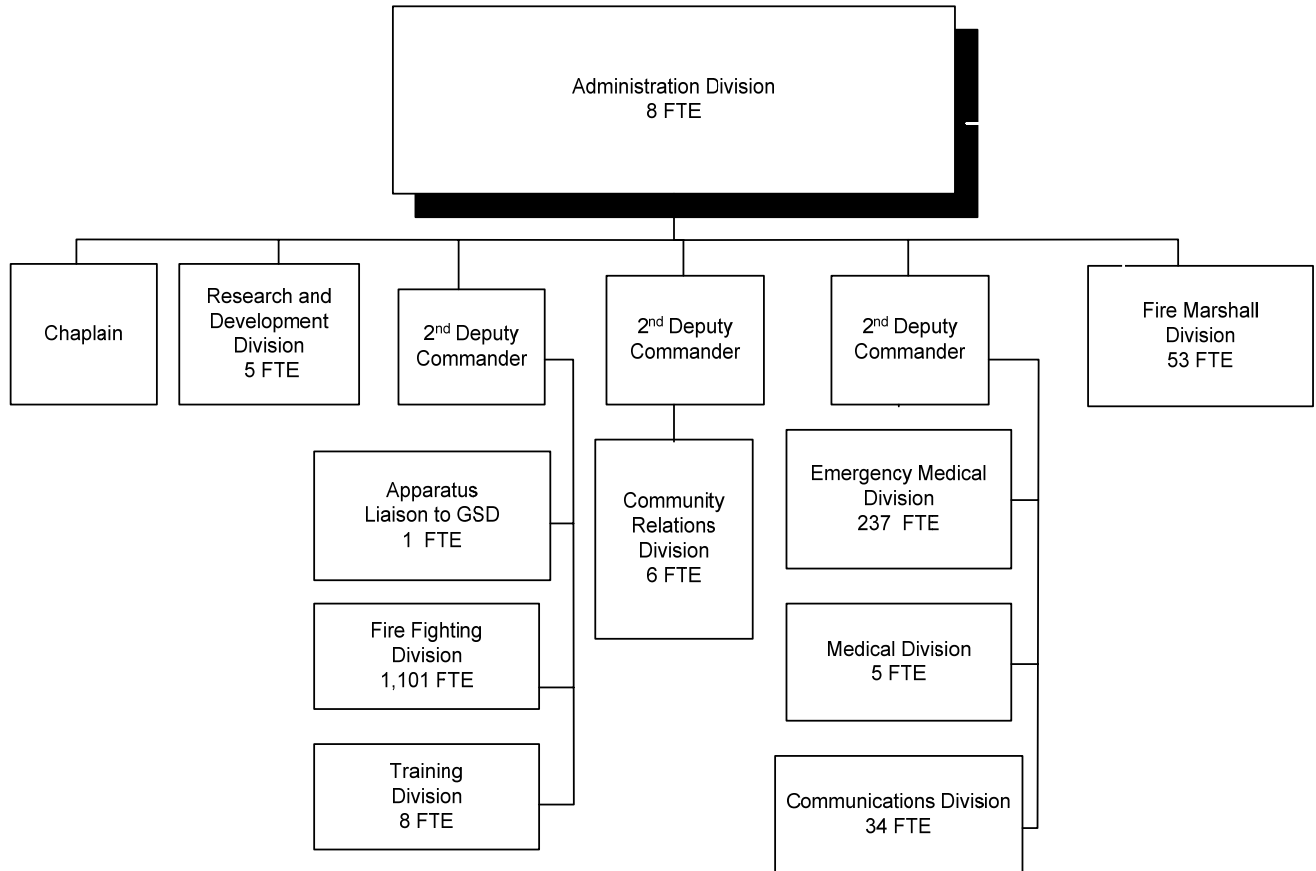 Administration Division
8 FTE
Chaplain
Research and
Development
Division
5 FTE
2nd Deputy
Commander
2nd Deputy
Commander
2nd Deputy
Commander
Fire Marshall
Division
53 FTE
Apparatus
Liaison to GSD
1 FTE
Fire Fighting
Division
1,101 FTE
Training
Division
8 FTE
Community
Relations
Division
6 FTE
Emergency Medical
Division
237 FTE
Medical Division
5 FTE
Communications Division
34 FTE